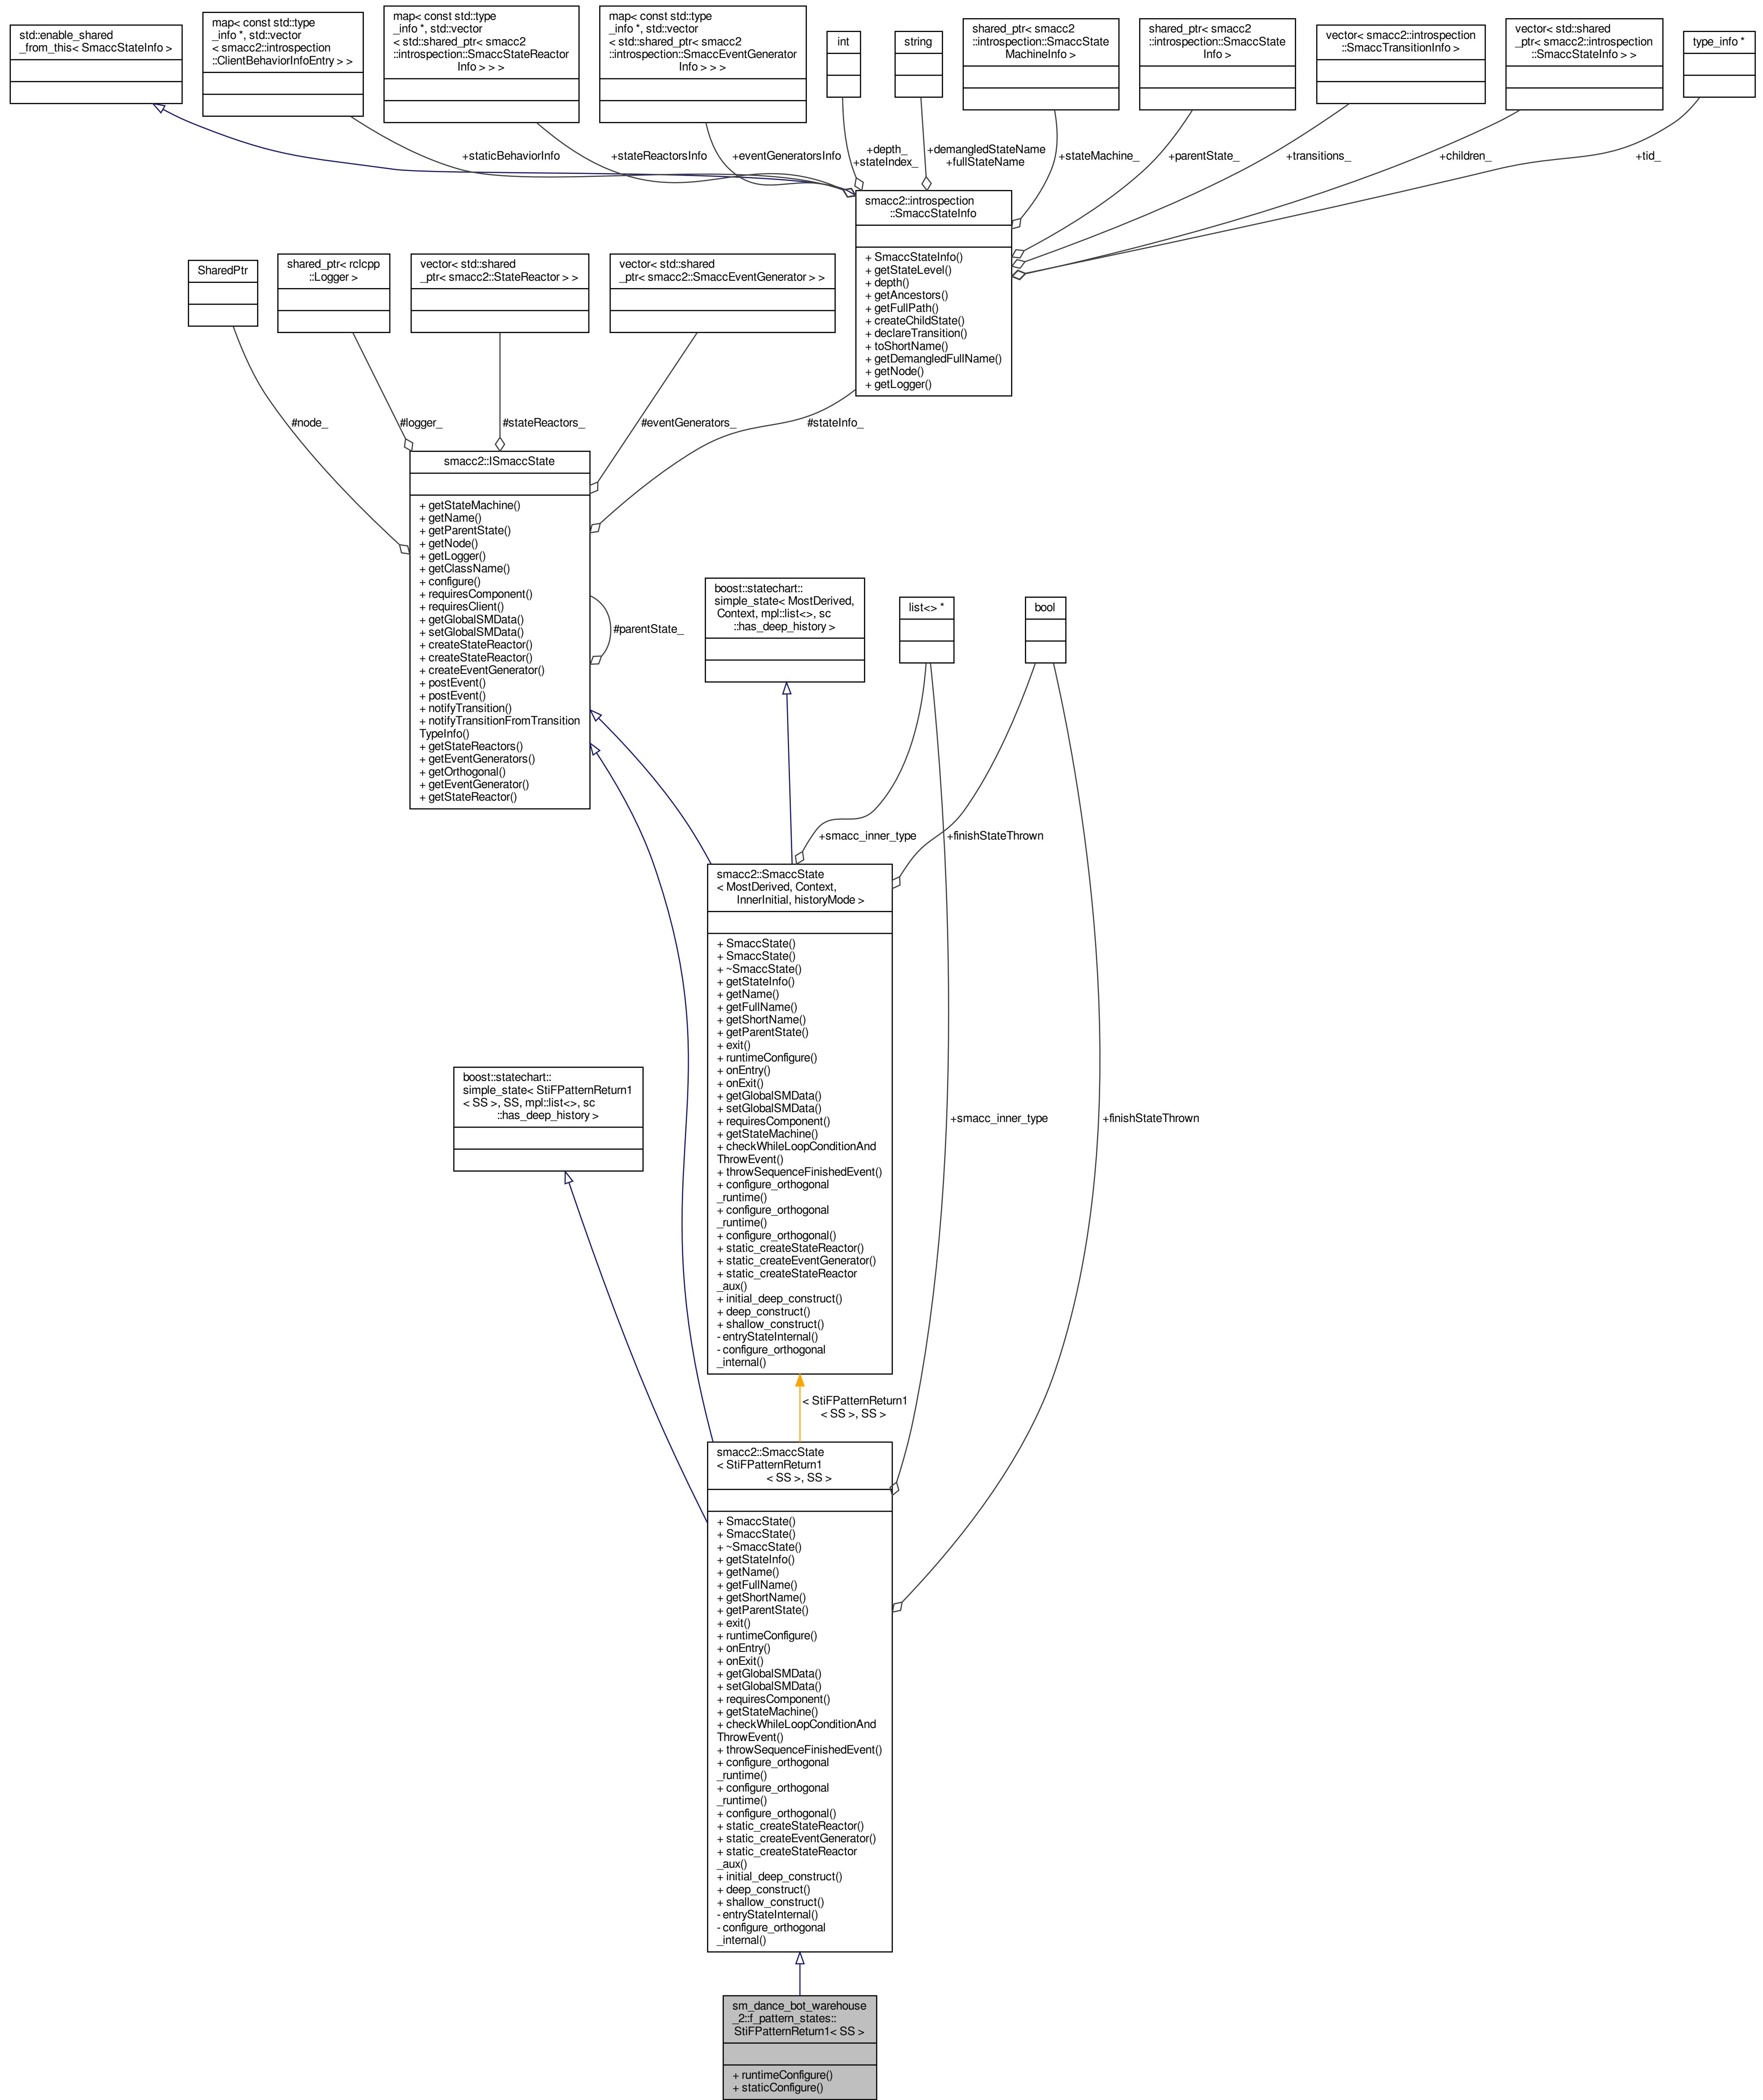 std::enable_shared
_from_this< SmaccStateInfo >
map< const std::type
_info *, std::vector
< smacc2::introspection
::ClientBehaviorInfoEntry > >
map< const std::type
_info *, std::vector
< std::shared_ptr< smacc2
::introspection::SmaccStateReactor
Info > > >
map< const std::type
_info *, std::vector
< std::shared_ptr< smacc2
::introspection::SmaccEventGenerator
Info > > >
int
string
shared_ptr< smacc2
::introspection::SmaccState
MachineInfo >
shared_ptr< smacc2
::introspection::SmaccState
Info >
vector< smacc2::introspection
::SmaccTransitionInfo >
vector< std::shared
_ptr< smacc2::introspection
::SmaccStateInfo > >
type_info *
+staticBehaviorInfo
+stateReactorsInfo
+eventGeneratorsInfo
+depth_
+stateIndex_
+demangledStateName
+fullStateName
+stateMachine_
+parentState_
+transitions_
+children_
+tid_
smacc2::introspection
::SmaccStateInfo
+ SmaccStateInfo()
+ getStateLevel()
+ depth()
+ getAncestors()
+ getFullPath()
+ createChildState()
+ declareTransition()
+ toShortName()
+ getDemangledFullName()
+ getNode()
+ getLogger()
SharedPtr
shared_ptr< rclcpp
::Logger >
vector< std::shared
_ptr< smacc2::StateReactor > >
vector< std::shared
_ptr< smacc2::SmaccEventGenerator > >
#node_
#logger_
#stateReactors_
#eventGenerators_
#stateInfo_
smacc2::ISmaccState
+ getStateMachine()
+ getName()
+ getParentState()
+ getNode()
+ getLogger()
+ getClassName()
+ configure()
+ requiresComponent()
+ requiresClient()
+ getGlobalSMData()
+ setGlobalSMData()
+ createStateReactor()
+ createStateReactor()
+ createEventGenerator()
+ postEvent()
+ postEvent()
+ notifyTransition()
+ notifyTransitionFromTransition
TypeInfo()
+ getStateReactors()
+ getEventGenerators()
+ getOrthogonal()
+ getEventGenerator()
+ getStateReactor()
#parentState_
boost::statechart::
simple_state< MostDerived,
Context, mpl::list<>, sc
::has_deep_history >
list<> *
bool
+smacc_inner_type
+finishStateThrown
smacc2::SmaccState
< MostDerived, Context,
InnerInitial, historyMode >
+ SmaccState()
+ SmaccState()
+ ~SmaccState()
+ getStateInfo()
+ getName()
+ getFullName()
+ getShortName()
+ getParentState()
+ exit()
+ runtimeConfigure()
+ onEntry()
+ onExit()
+ getGlobalSMData()
+ setGlobalSMData()
+ requiresComponent()
+ getStateMachine()
+ checkWhileLoopConditionAnd
ThrowEvent()
+ throwSequenceFinishedEvent()
+ configure_orthogonal
_runtime()
+ configure_orthogonal
_runtime()
+ configure_orthogonal()
+ static_createStateReactor()
+ static_createEventGenerator()
+ static_createStateReactor
_aux()
+ initial_deep_construct()
+ deep_construct()
+ shallow_construct()
- entryStateInternal()
- configure_orthogonal
_internal()
boost::statechart::
simple_state< StiFPatternReturn1
< SS >, SS, mpl::list<>, sc
::has_deep_history >
+smacc_inner_type
+finishStateThrown
< StiFPatternReturn1
< SS >, SS >
smacc2::SmaccState
< StiFPatternReturn1
< SS >, SS >
+ SmaccState()
+ SmaccState()
+ ~SmaccState()
+ getStateInfo()
+ getName()
+ getFullName()
+ getShortName()
+ getParentState()
+ exit()
+ runtimeConfigure()
+ onEntry()
+ onExit()
+ getGlobalSMData()
+ setGlobalSMData()
+ requiresComponent()
+ getStateMachine()
+ checkWhileLoopConditionAnd
ThrowEvent()
+ throwSequenceFinishedEvent()
+ configure_orthogonal
_runtime()
+ configure_orthogonal
_runtime()
+ configure_orthogonal()
+ static_createStateReactor()
+ static_createEventGenerator()
+ static_createStateReactor
_aux()
+ initial_deep_construct()
+ deep_construct()
+ shallow_construct()
- entryStateInternal()
- configure_orthogonal
_internal()
sm_dance_bot_warehouse
_2::f_pattern_states::
StiFPatternReturn1< SS >
+ runtimeConfigure()
+ staticConfigure()